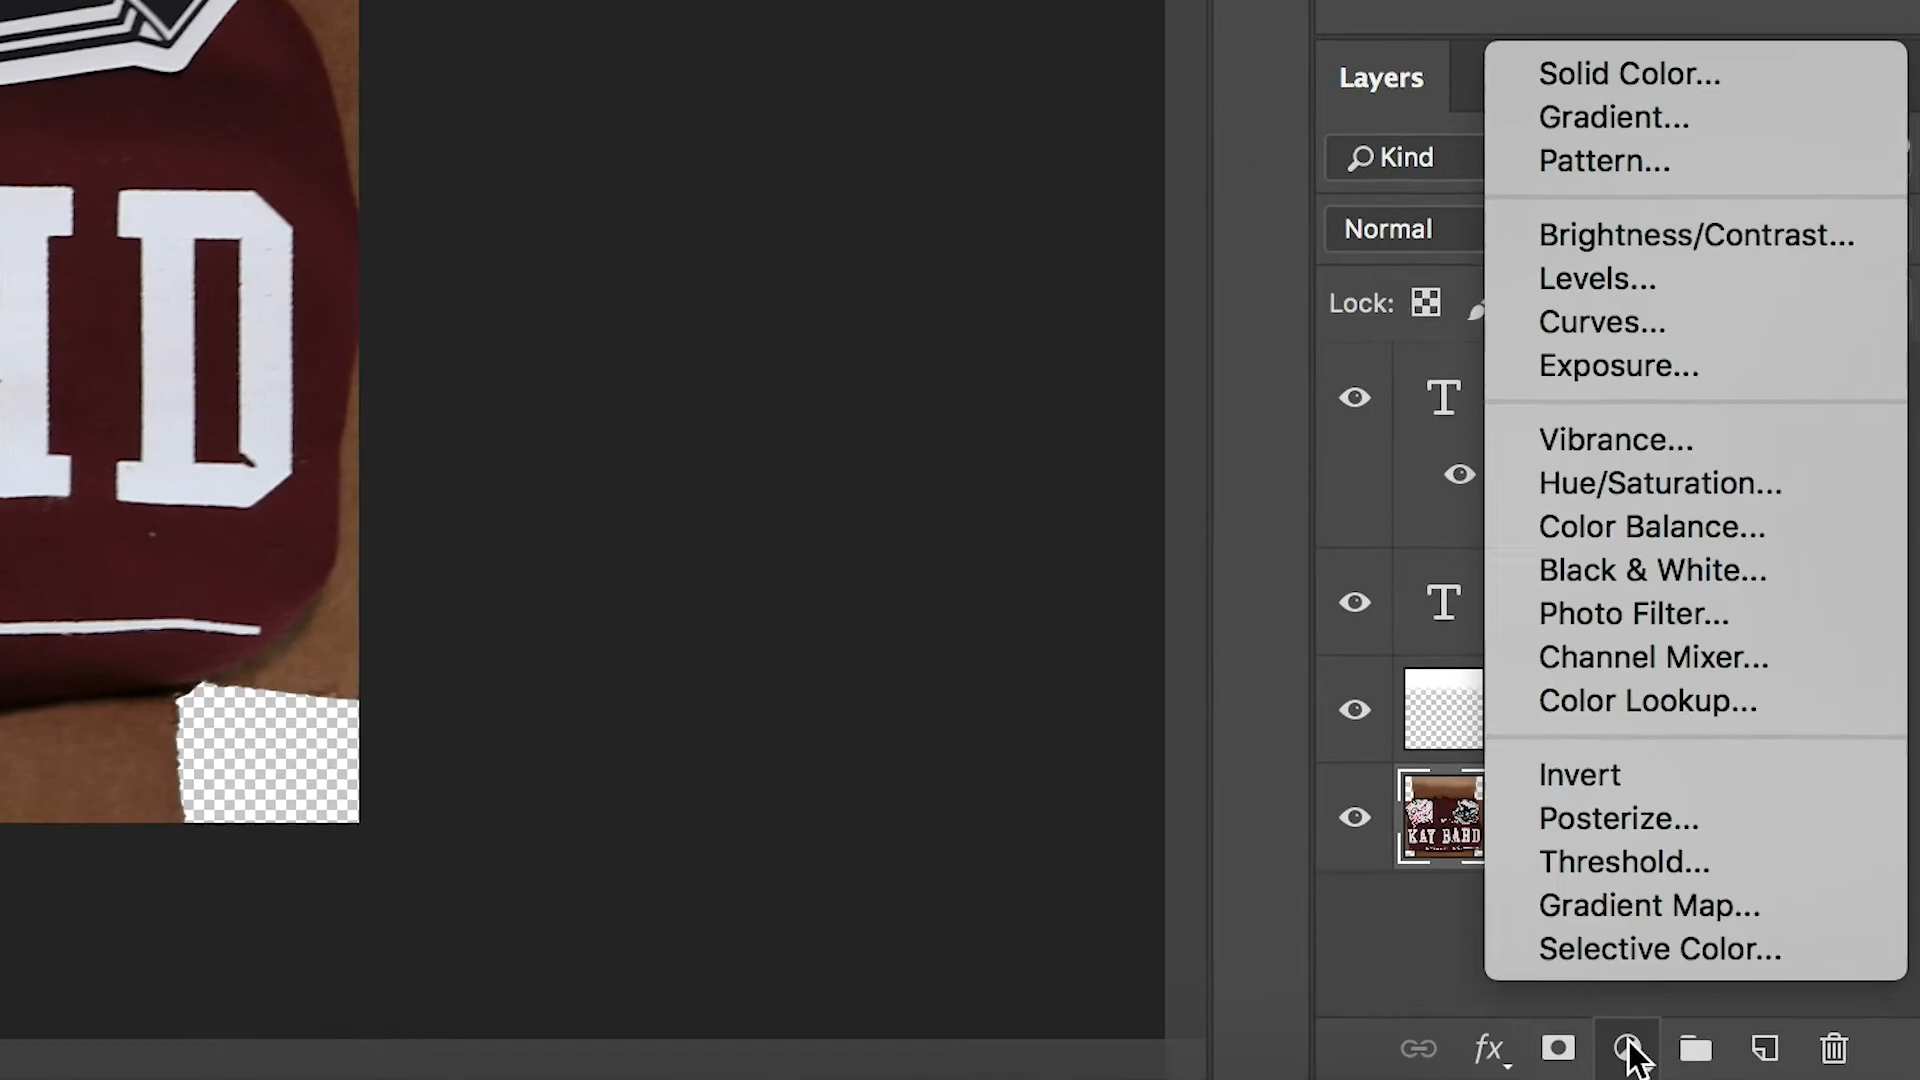 Layers
Kind
Normal
Lock:
T
T
KAY BAHD
Solid Color...
Gradient...
Pattern...
Brightness/Contrast...
Levels...
Curves...
Exposure...
Vibrance...
Hue/Saturation...
Color Balance...
Black & White...
Photo Filter...
Channel Mixer...
Color Lookup...
Invert
Posterize...
Threshold...
Gradient Map...
Selective Color...
fx
D